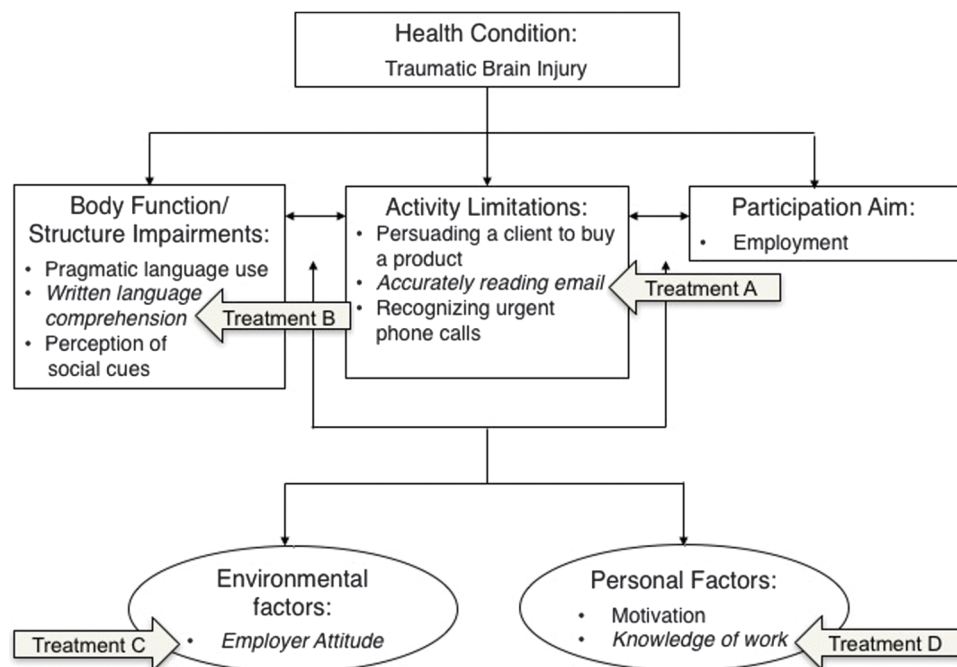 Health Condition:
Traumatic Brain Injury
Body Function/
Structure Impairments:
• Pragmatic language use
• Written language
comprehension
• Perception of
social cues
Treatment B
Activity Limitations:
• Persuading a client to buy
a product
• Accurately reading email
• Recognizing urgent
phone calls
Treatment A
Participation Aim:
• Employment
Environmental
factors:
• Employer Attitude
Treatment C
Personal Factors:
• Motivation
• Knowledge of work
Treatment D